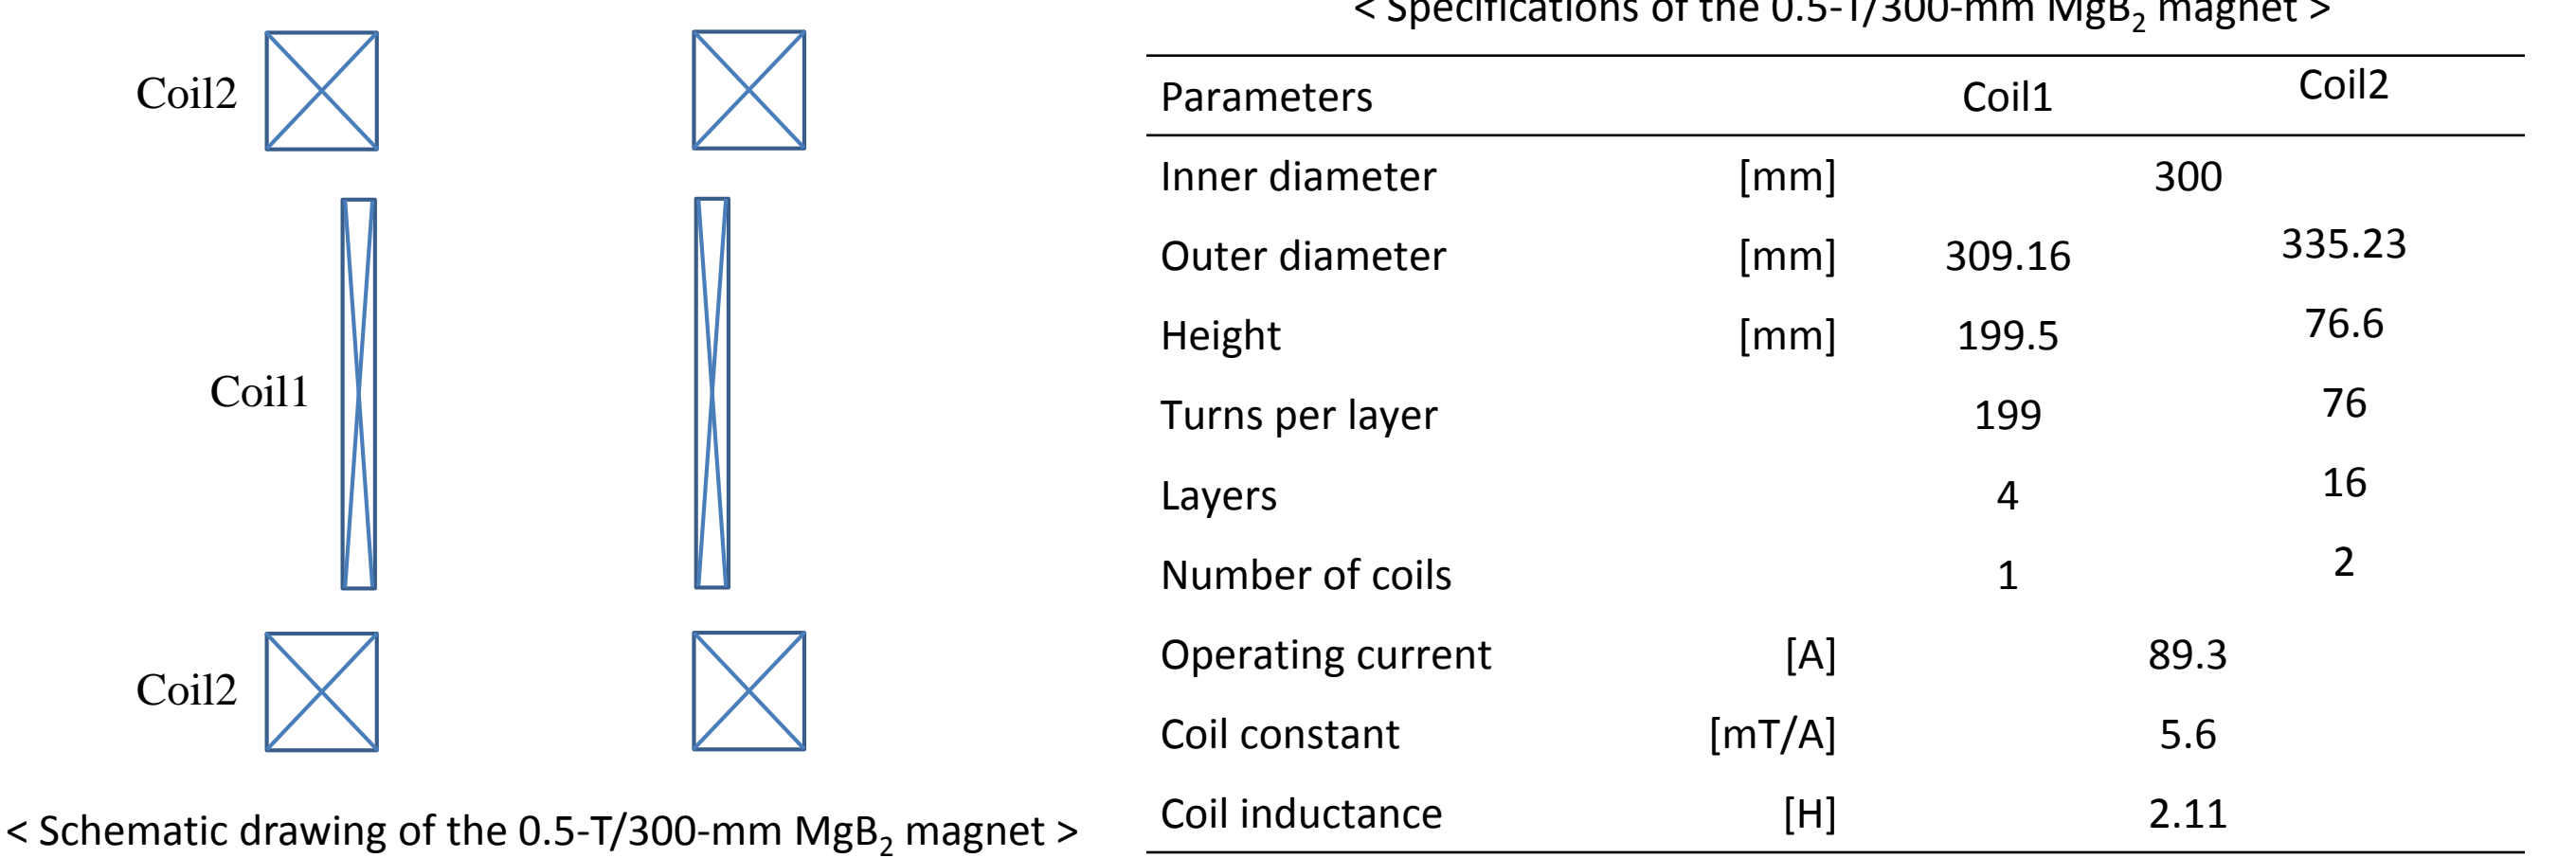 Coil2
Coil1
Coil2
< Schematic drawing of the 0.5-T/300-mm MgB₂ magnet >
< Specifications of the 0.5-T/300-mm MgB₂ magnet >
Parameters Coil1 Coil2
Inner diameter [mm] 300
Outer diameter [mm] 309.16 335.23
Height [mm] 199.5 76.6
Turns per layer 199 76
Layers 4 16
Number of coils 1 2
Operating current [A] 89.3
Coil constant [mT/A] 5.6
Coil inductance [H] 2.11